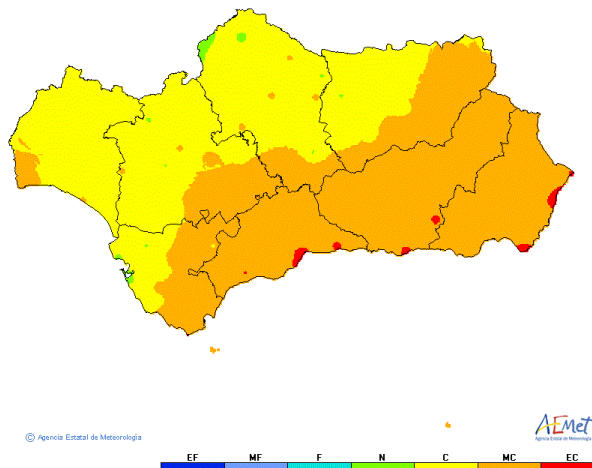 AEMet
Agencia Estatal de Meteorología
© Agencia Estatal de Meteorología
EF MF F N C MC EC